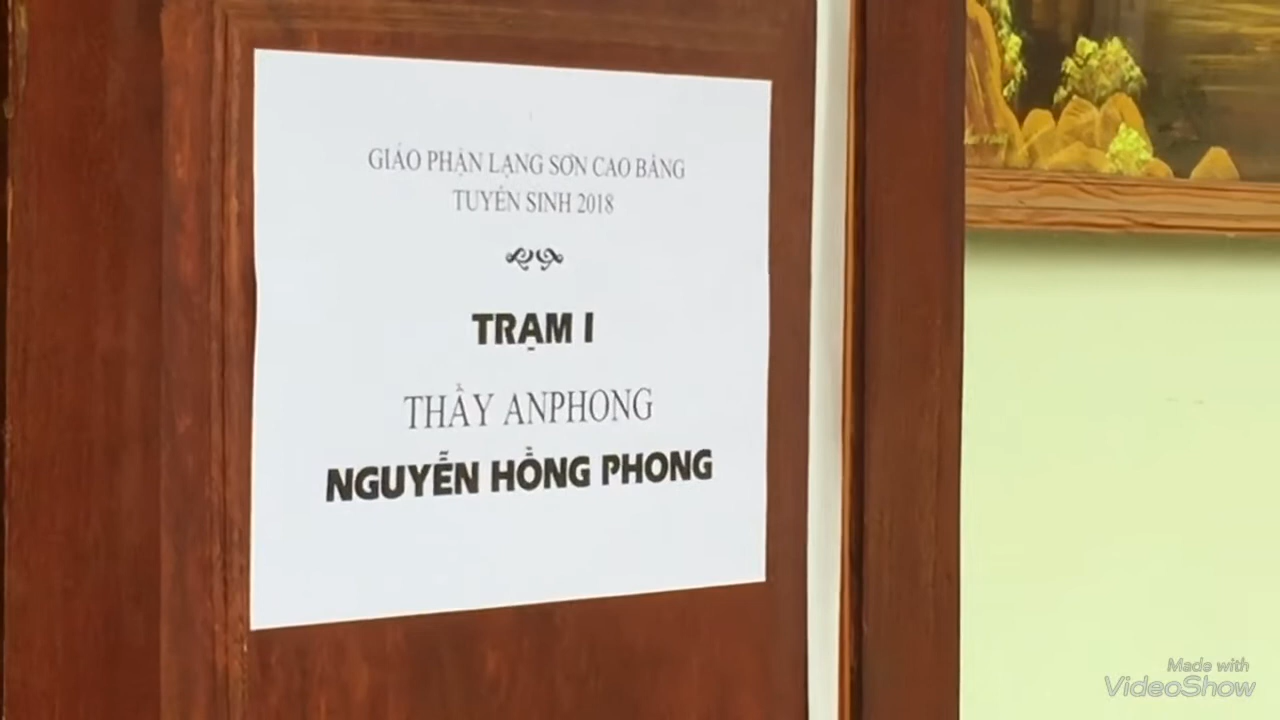 GIÁO PHẬN LẠNG SƠN CAO BẰNG
TUYỂN SINH 2018
TRẠM I
THẦY ANPHONG
NGUYỄN HỒNG PHONG
Made with
VideoShow